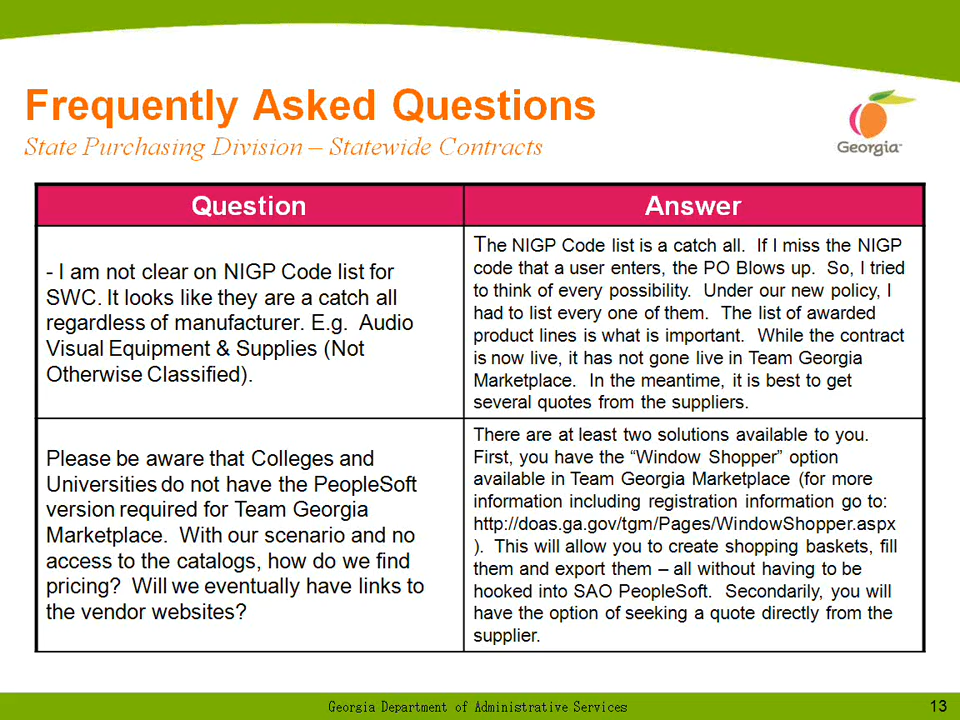 Frequently Asked Questions
State Purchasing Division – Statewide Contracts
Georgia™
Question
Answer
- I am not clear on NIGP Code list for
SWC. It looks like they are a catch all
regardless of manufacturer. E.g.  Audio
Visual Equipment & Supplies (Not
Otherwise Classified).
The NIGP Code list is a catch all.  If I miss the NIGP
code that a user enters, the PO Blows up.  So, I tried
to think of every possibility.  Under our new policy, I
had to list every one of them.  The list of awarded
product lines is what is important.  While the contract
is now live, it has not gone live in Team Georgia
Marketplace.  In the meantime, it is best to get
several quotes from the suppliers.
Please be aware that Colleges and
Universities do not have the PeopleSoft
version required for Team Georgia
Marketplace.  With our scenario and no
access to the catalogs, how do we find
pricing?  Will we eventually have links to
the vendor websites?
There are at least two solutions available to you.
First, you have the “Window Shopper” option
available in Team Georgia Marketplace (for more
information including registration information go to:
http://doas.ga.gov/tgm/Pages/WindowShopper.aspx
).  This will allow you to create shopping baskets, fill
them and export them – all without having to be
hooked into SAO PeopleSoft.  Secondarily, you will
have the option of seeking a quote directly from the
supplier.
Georgia Department of Administrative Services
13